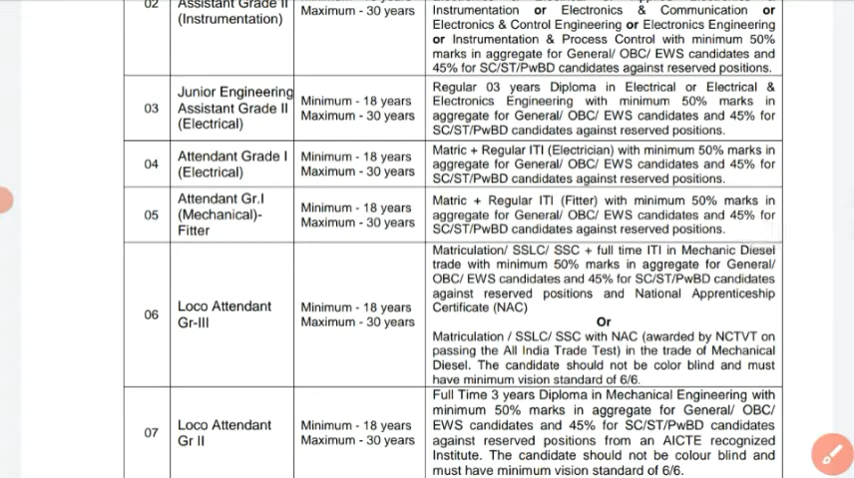 02
Assistant Grade II
(Instrumentation)
Maximum - 30 years
Instrumentation or Electronics & Communication or
Electronics & Control Engineering or Electronics Engineering
or Instrumentation & Process Control with minimum 50%
marks in aggregate for General/ OBC/ EWS candidates and
45% for SC/ST/PwBD candidates against reserved positions.
03
Junior Engineering
Assistant Grade II
(Electrical)
Minimum - 18 years
Maximum - 30 years
Regular 03 years Diploma in Electrical or Electrical &
Electronics Engineering with minimum 50% marks in
aggregate for General/ OBC/ EWS candidates and 45% for
SC/ST/PwBD candidates against reserved positions.
04
Attendant Grade I
(Electrical)
Minimum - 18 years
Maximum - 30 years
Matric + Regular ITI (Electrician) with minimum 50% marks in
aggregate for General/ OBC/ EWS candidates and 45% for
SC/ST/PwBD candidates against reserved positions.
05
Attendant Gr.I
(Mechanical)-
Fitter
Minimum - 18 years
Maximum - 30 years
Matric + Regular ITI (Fitter) with minimum 50% marks in
aggregate for General/ OBC/ EWS candidates and 45% for
SC/ST/PwBD candidates against reserved positions.
06
Loco Attendant
Gr-III
Minimum - 18 years
Maximum - 30 years
Matriculation/ SSLC/ SSC + full time ITI in Mechanic Diesel
trade with minimum 50% marks in aggregate for General/
OBC/ EWS candidates and 45% for SC/ST/PwBD candidates
against reserved positions and National Apprenticeship
Certificate (NAC)
Or
Matriculation / SSLC/ SSC with NAC (awarded by NCTVT on
passing the All India Trade Test) in the trade of Mechanical
Diesel. The candidate should not be color blind and must
have minimum vision standard of 6/6.
07
Loco Attendant
Gr II
Minimum - 18 years
Maximum - 30 years
Full Time 3 years Diploma in Mechanical Engineering with
minimum 50% marks in aggregate for General/ OBC/
EWS candidates and 45% for SC/ST/PwBD candidates
against reserved positions from an AICTE recognized
Institute. The candidate should not be colour blind and
must have minimum vision standard of 6/6.